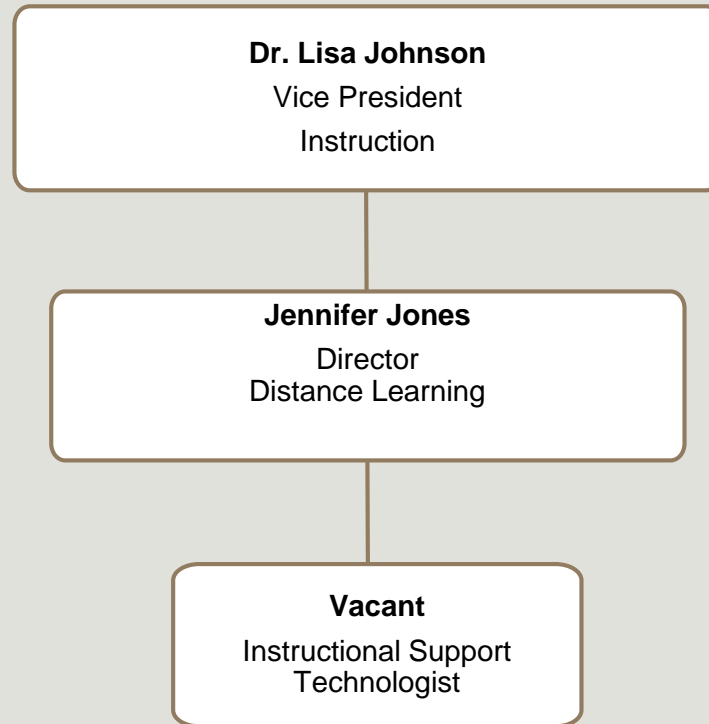 Dr. Lisa Johnson
Vice President
Instruction
Jennifer Jones
Director
Distance Learning
Vacant
Instructional Support
Technologist